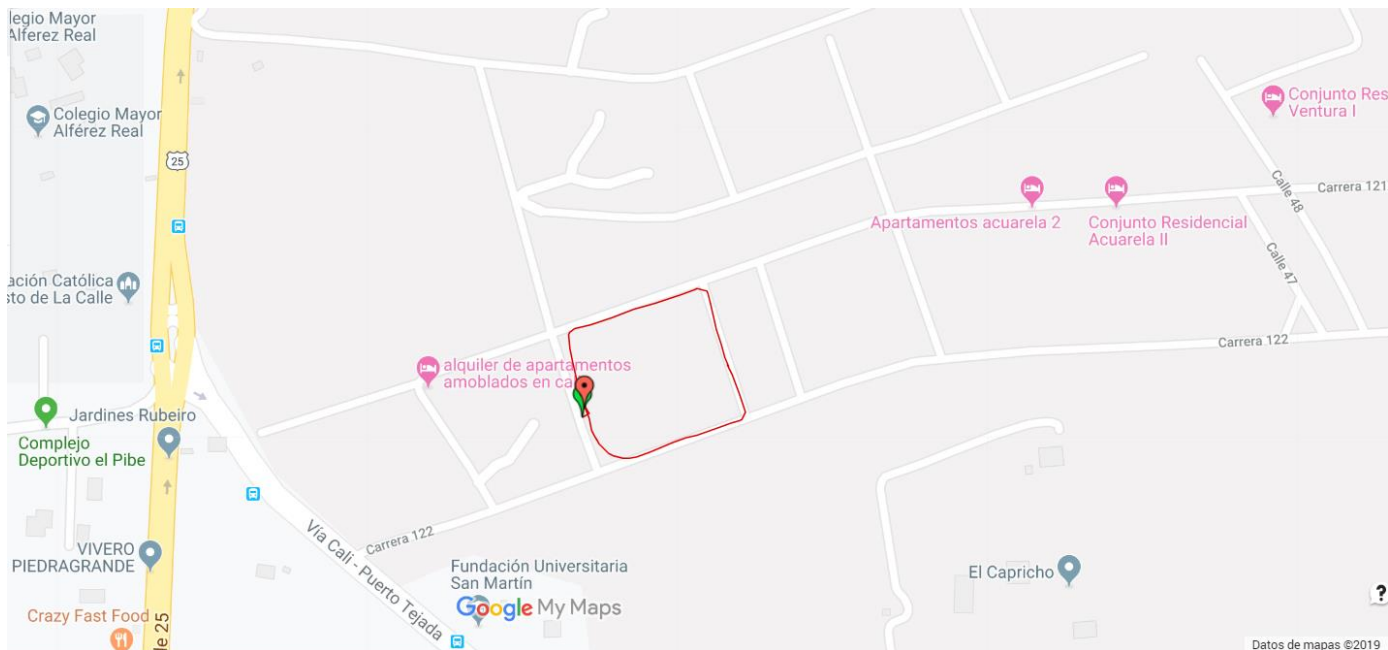 legio Mayor
Alferez Real
Colegio Mayor
Alférez Real
25
ación Católica
sto de La Calle
Jardines Rubeiro
Complejo
Deportivo el Pibe
VIVERO
PIEDRAGRANDE
Crazy Fast Food
le 25
Vía Cali - Puerto Tejada
alquiler de apartamentos
amoblados en ca
Carrera 122
Fundación Universitaria
San Martín
Google My Maps
Apartamentos acuarela 2
Conjunto Residencial
Acuarela II
Conjunto Res
Ventura I
Calle 48
Carrera 121
Calle 47
Carrera 122
El Capricho
?
Datos de mapas ©2019